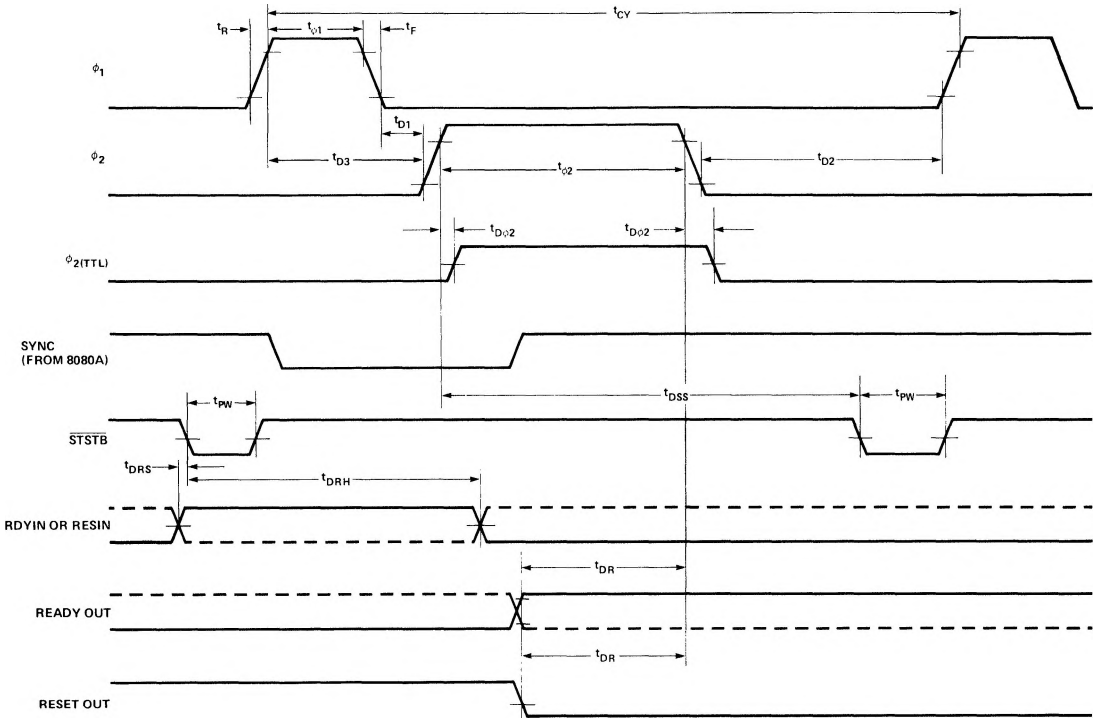 tCY
tR
tφ1
tF
φ1
tD1
tD3
φ2
tD2
tφ2
tDφ2
tDφ2
φ2(TTL)
SYNC
(FROM 8080A)
tDSS
tPW
tPW
STSTB
tDRS
tDRH
RDYIN OR RESIN
tDR
READY OUT
tDR
RESET OUT